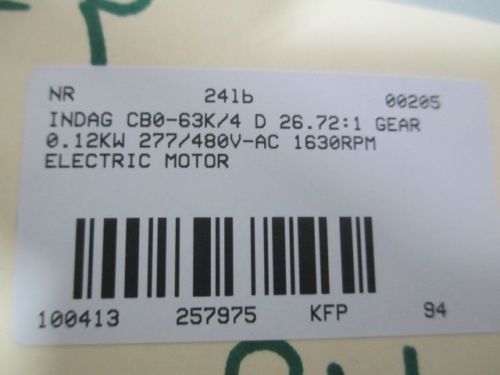 NR 24lb 00205
INDAG CB0-63K/4 D 26.72:1 GEAR
0.12KW 277/480V-AC 1630RPM
ELECTRIC MOTOR
100413 257975 KFP 94